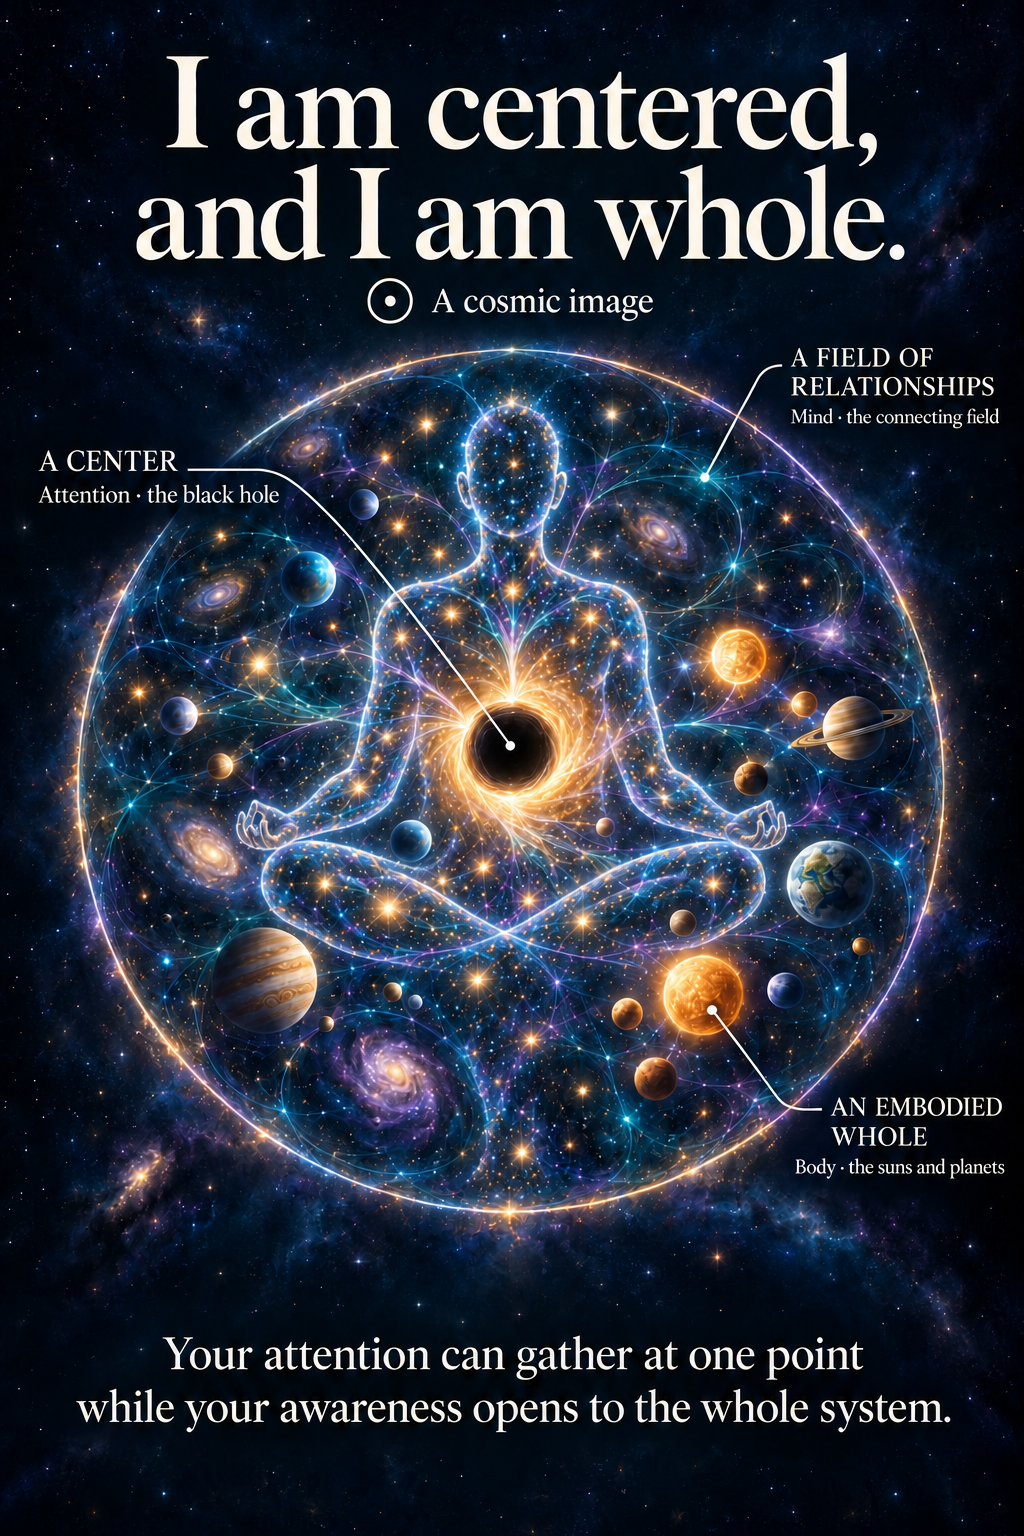 I am centered,
and I am whole.
A cosmic image
A FIELD OF
RELATIONSHIPS
Mind · the connecting field
A CENTER
Attention · the black hole
AN EMBODIED
WHOLE
Body · the suns and planets
Your attention can gather at one point
while your awareness opens to the whole system.